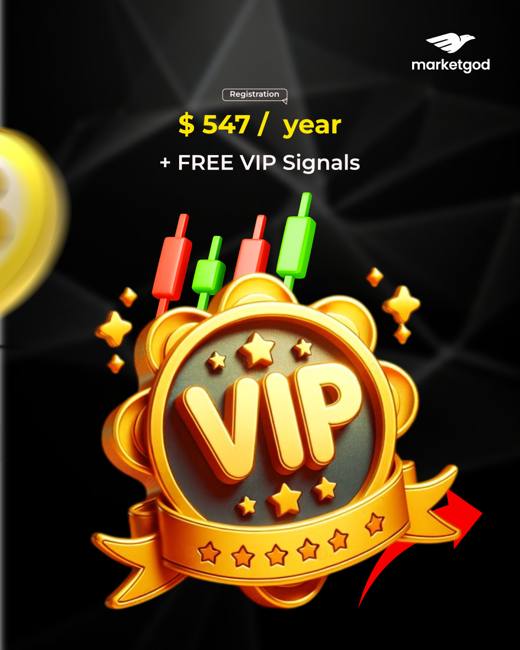 marketgod
Registration
$ 547 / year
+ FREE VIP Signals
VIP